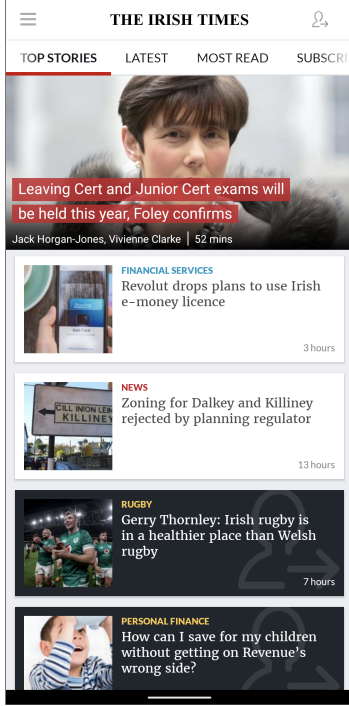 THE IRISH TIMES
TOP STORIES LATEST MOST READ SUBSCRI
Leaving Cert and Junior Cert exams will
be held this year, Foley confirms
Jack Horgan-Jones, Vivienne Clarke | 52 mins
FINANCIAL SERVICES
Revolut drops plans to use Irish
e-money licence
3 hours
NEWS
Zoning for Dalkey and Killiney
rejected by planning regulator
13 hours
CILL INION LEIN
KILLINEY
RUGBY
Gerry Thornley: Irish rugby is
in a healthier place than Welsh
rugby
7 hours
PERSONAL FINANCE
How can I save for my children
without getting on Revenue's
wrong side?